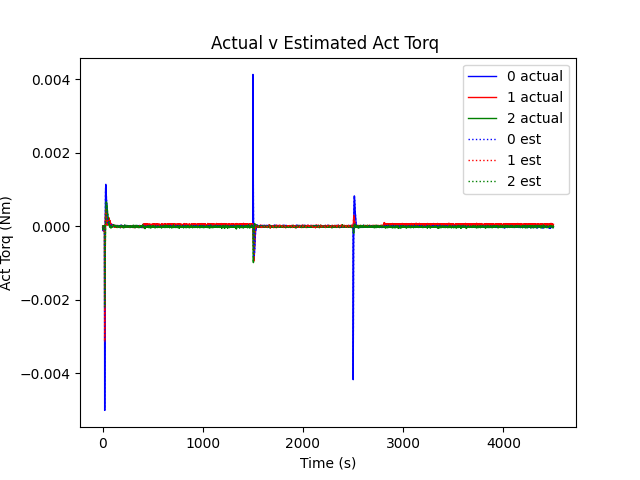 Actual v Estimated Act Torq
0 actual
1 actual
2 actual
0 est
1 est
2 est
Act Torq (Nm)
0.004
0.002
0.000
−0.002
−0.004
0
1000
2000
3000
4000
Time (s)